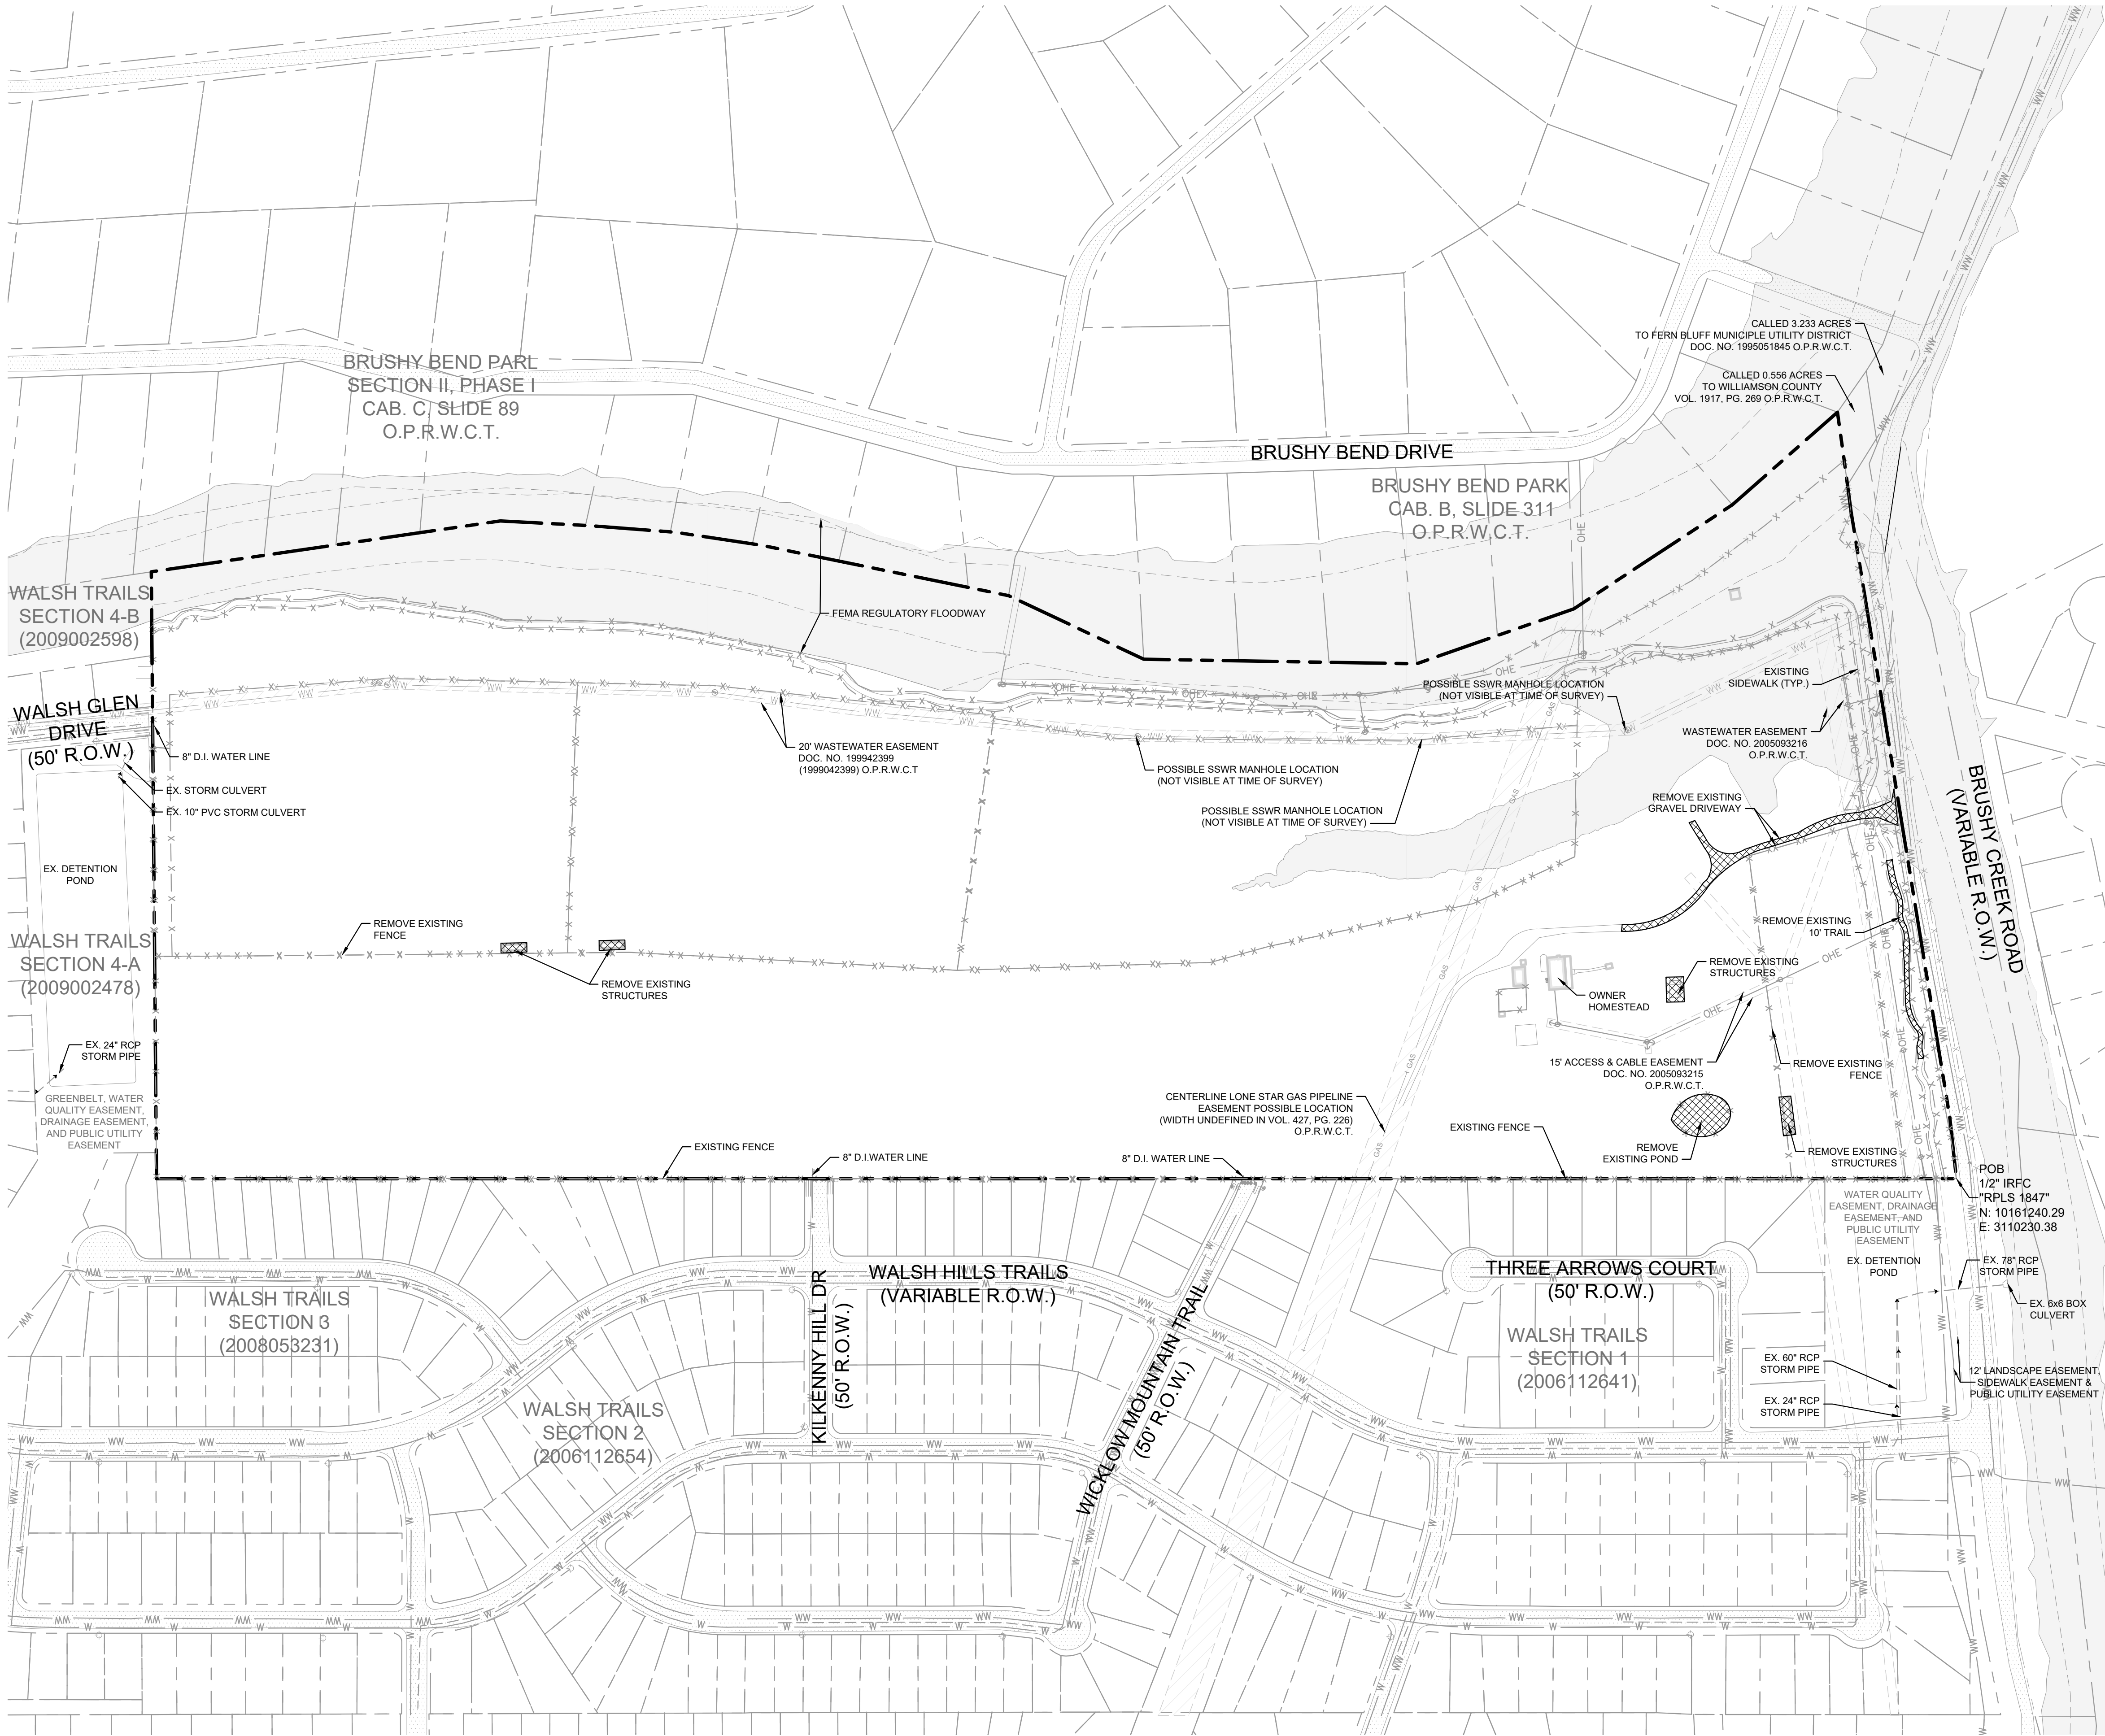 CALLED 3.233 ACRES
TO FERN BLUFF MUNICIPLE UTILITY DISTRICT
DOC. NO. 1995051845 O.P.R.W.C.T.
CALLED 0.556 ACRES
TO WILLIAMSON COUNTY
VOL. 1917, PG. 269 O.P.R.W.C.T.
BRUSHY BEND PARL
SECTION II, PHASE I
CAB. C, SLIDE 89
O.P.R.W.C.T.
BRUSHY BEND DRIVE
BRUSHY BEND PARK
CAB. B, SLIDE 311
O.P.R.W.C.T.
WALSH TRAILS
SECTION 4-B
(2009002598)
FEMA REGULATORY FLOODWAY
POSSIBLE SSWR MANHOLE LOCATION
(NOT VISIBLE AT TIME OF SURVEY)
EXISTING
SIDEWALK (TYP.)
WALSH GLEN
DRIVE
(50' R.O.W.)
8" D.I. WATER LINE
EX. STORM CULVERT
EX. 10" PVC STORM CULVERT
20' WASTEWATER EASEMENT
DOC. NO. 199942399
(1999042399) O.P.R.W.C.T
POSSIBLE SSWR MANHOLE LOCATION
(NOT VISIBLE AT TIME OF SURVEY)
POSSIBLE SSWR MANHOLE LOCATION
(NOT VISIBLE AT TIME OF SURVEY)
WASTEWATER EASEMENT
DOC. NO. 2005093216
O.P.R.W.C.T.
REMOVE EXISTING
GRAVEL DRIVEWAY
BRUSHY CREEK ROAD
(VARIABLE R.O.W.)
EX. DETENTION
POND
REMOVE EXISTING
FENCE
REMOVE EXISTING
10' TRAIL
WALSH TRAILS
SECTION 4-A
(2009002478)
REMOVE EXISTING
STRUCTURES
REMOVE EXISTING
STRUCTURES
OWNER
HOMESTEAD
EX. 24" RCP
STORM PIPE
15' ACCESS & CABLE EASEMENT
DOC. NO. 2005093215
O.P.R.W.C.T.
REMOVE EXISTING
FENCE
GREENBELT, WATER
QUALITY EASEMENT,
DRAINAGE EASEMENT,
AND PUBLIC UTILITY
EASEMENT
CENTERLINE LONE STAR GAS PIPELINE
EASEMENT POSSIBLE LOCATION
(WIDTH UNDEFINED IN VOL. 427, PG. 226)
O.P.R.W.C.T.
EXISTING FENCE
8" D.I.WATER LINE
8" D.I. WATER LINE
EXISTING FENCE
REMOVE
EXISTING POND
REMOVE EXISTING
STRUCTURES
POB
1/2" IRFC
"RPLS 1847"
N: 10161240.29
E: 3110230.38
WATER QUALITY
EASEMENT, DRAINAGE
EASEMENT, AND
PUBLIC UTILITY
EASEMENT
EX. DETENTION
POND
EX. 78" RCP
STORM PIPE
EX. 6x6 BOX
CULVERT
WALSH TRAILS
SECTION 3
(2008053231)
KILKENNY HILL DR
(50' R.O.W.)
WALSH HILLS TRAILS
(VARIABLE R.O.W.)
WICKLOW MOUNTAIN TRAIL
(50' R.O.W.)
THREE ARROWS COURT
(50' R.O.W.)
WALSH TRAILS
SECTION 1
(2006112641)
EX. 60" RCP
STORM PIPE
EX. 24" RCP
STORM PIPE
12' LANDSCAPE EASEMENT,
SIDEWALK EASEMENT &
PUBLIC UTILITY EASEMENT
WALSH TRAILS
SECTION 2
(2006112654)